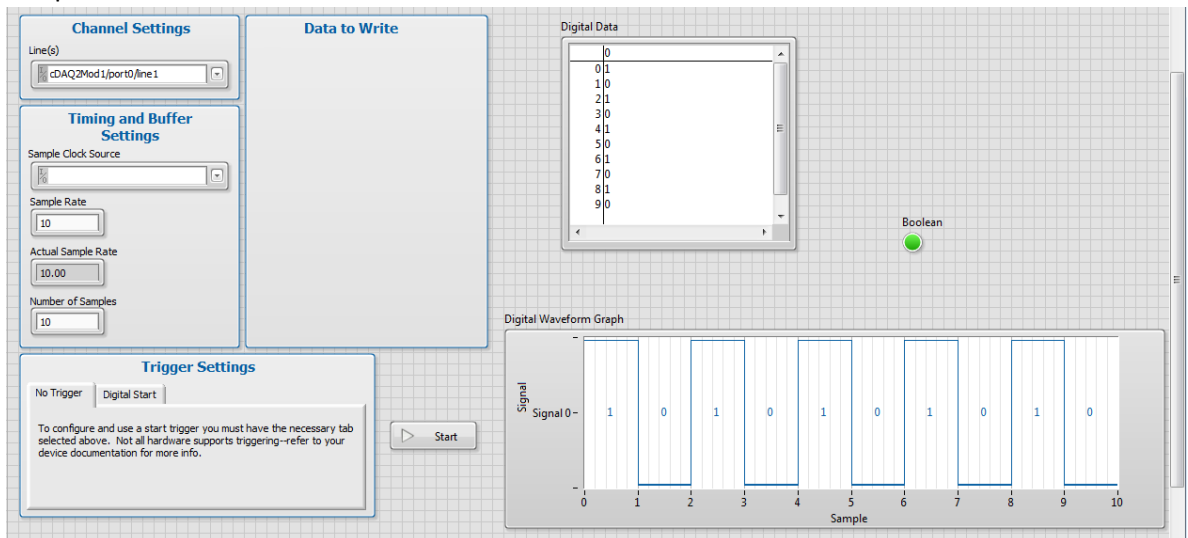 Channel Settings
Line(s)
cDAQ2Mod1/port0/line1
Timing and Buffer
Settings
Sample Clock Source
Sample Rate
10
Actual Sample Rate
10.00
Number of Samples
10
Data to Write
Trigger Settings
No Trigger
Digital Start
To configure and use a start trigger you must have the necessary tab
selected above. Not all hardware supports triggering--refer to your
device documentation for more info.
Start
Digital Data
0
0 1
1 0
2 1
3 0
4 1
5 0
6 1
7 0
8 1
9 0
Boolean
Digital Waveform Graph
Signal
Signal 0
1 0 1 0 1 0 1 0 1 0
0 1 2 3 4 5 6 7 8 9 10
Sample